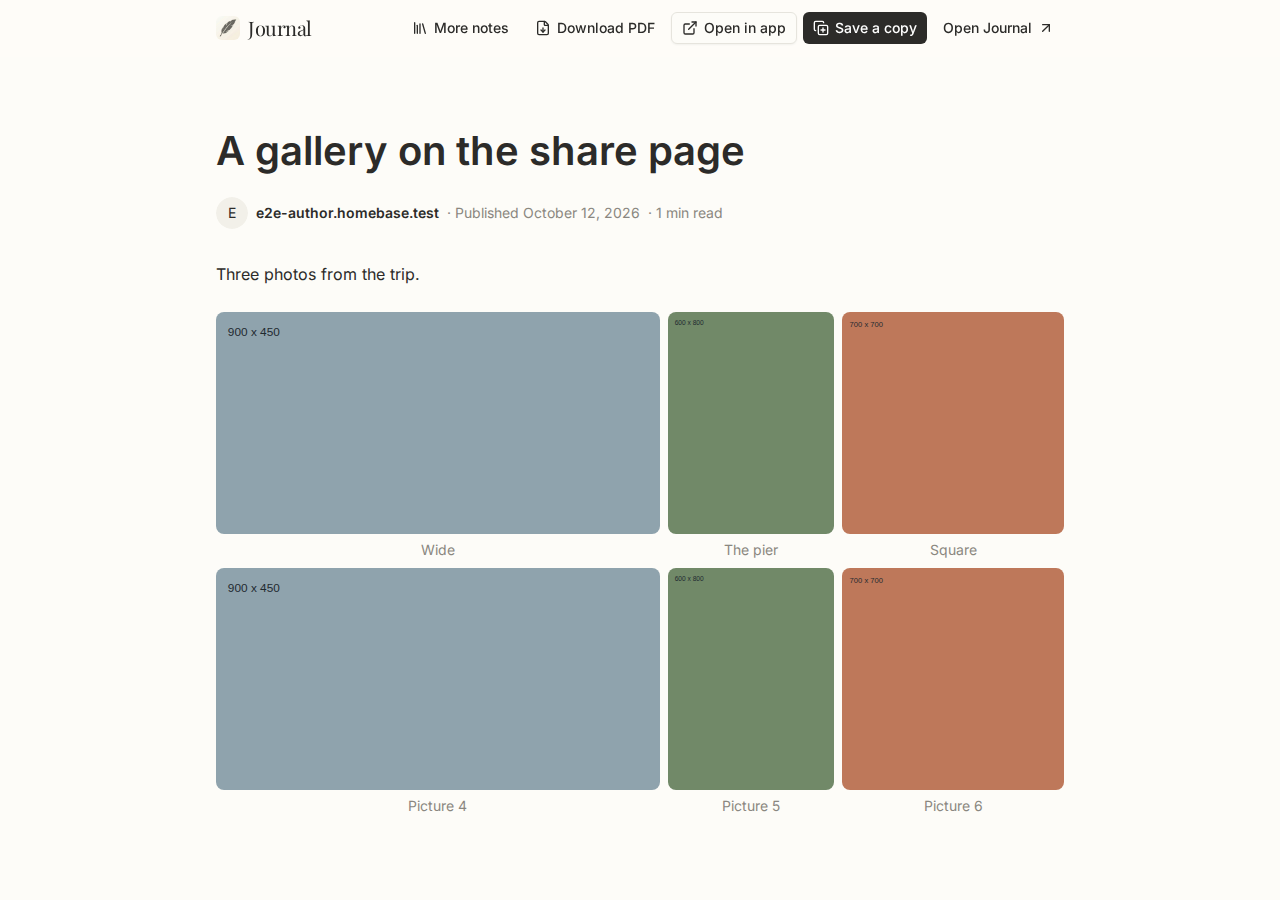 Journal More notes Download PDF Open in app Save a copy Open Journal
A gallery on the share page
E e2e-author.homebase.test · Published October 12, 2026 · 1 min read
Three photos from the trip.
900 x 450 600 x 800 700 x 700
Wide The pier Square
900 x 450 600 x 800 700 x 700
Picture 4 Picture 5 Picture 6